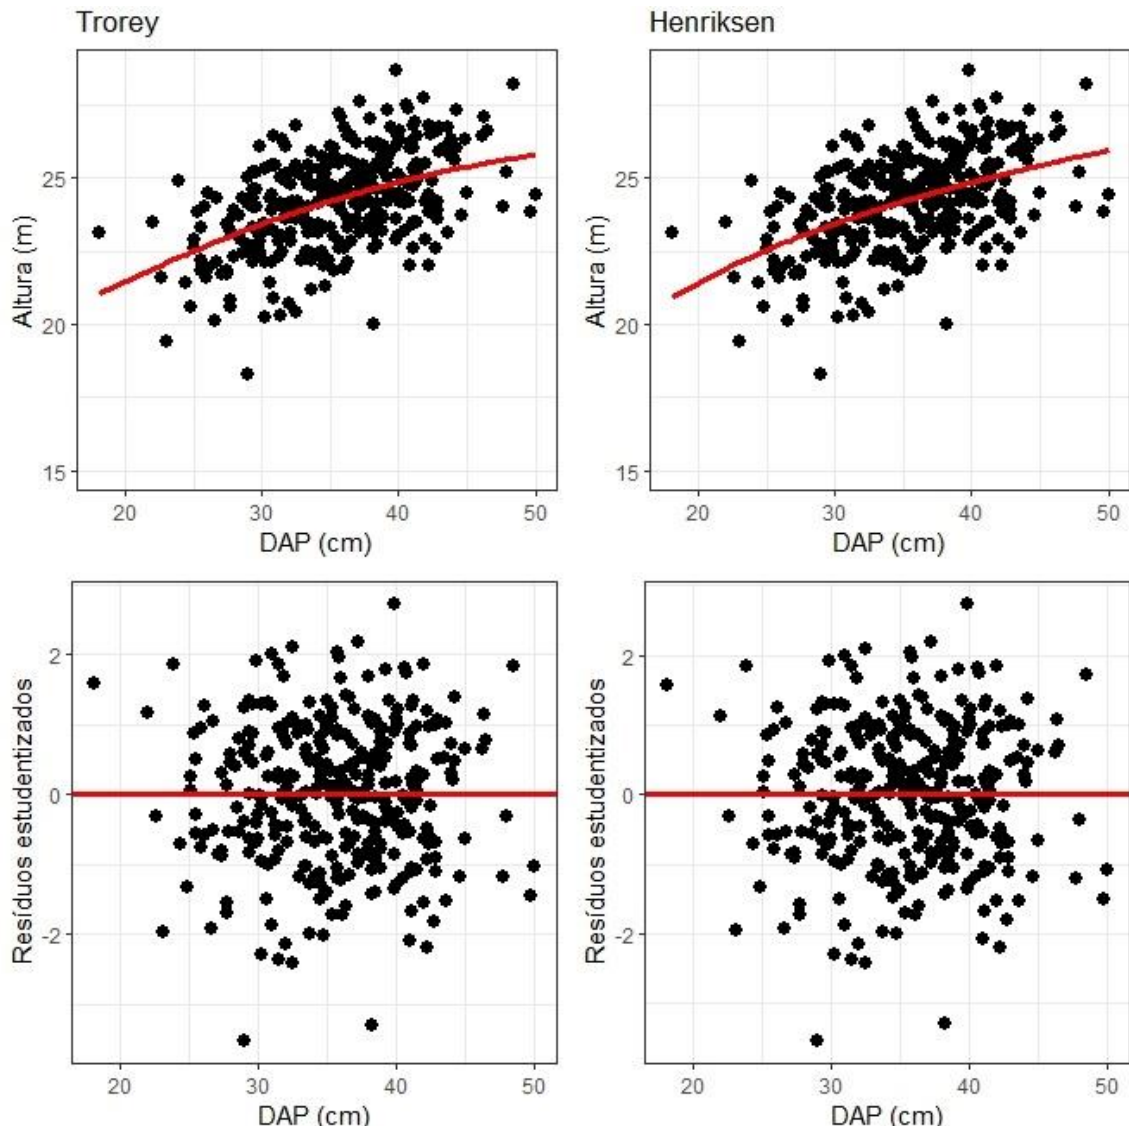 Trorey
Henriksen
Altura (m)
25
20
15
20 30 40 50
DAP (cm)
Altura (m)
25
20
15
20 30 40 50
DAP (cm)
Resíduos estudentizados
2
0
-2
20 30 40 50
DAP (cm)
Resíduos estudentizados
2
0
-2
20 30 40 50
DAP (cm)